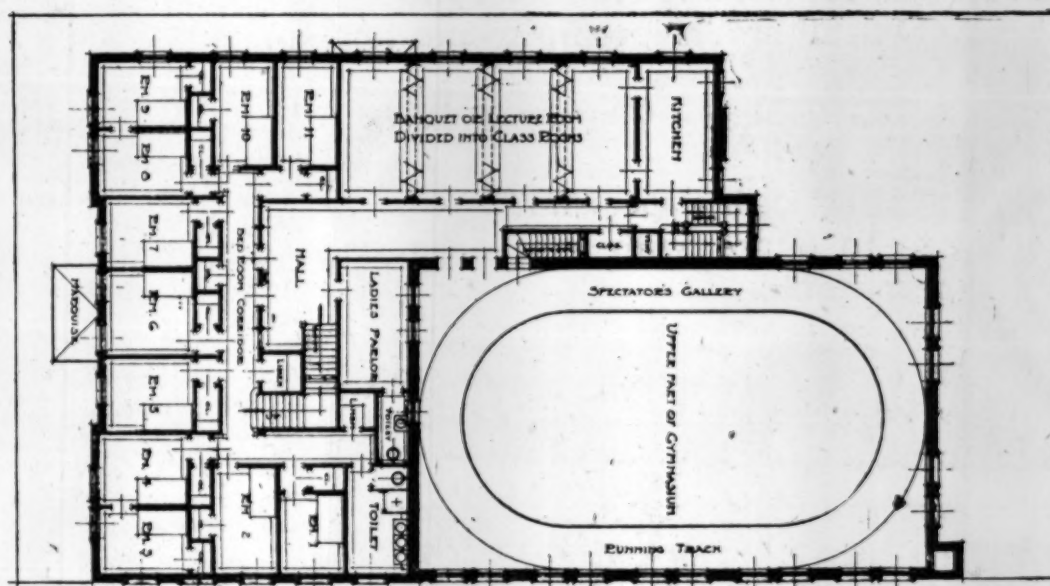 RM 9
RM 8
RM 10
RM 11
BANQUET OR LECTURE ROOM
DIVIDED INTO CLASS ROOMS
KITCHEN
RM. 7
RM. 6
RM. 5
MARQUISE
BED ROOM CORRIDOR
HALL
LADIES PARLOR
LINEN
TOILET
CLOS.
SPECTATORS GALLERY
UPPER PART OF GYMNASIUM
RUNNING TRACK
RM 4
RM. 3
RM 2
RM 1
TOILET